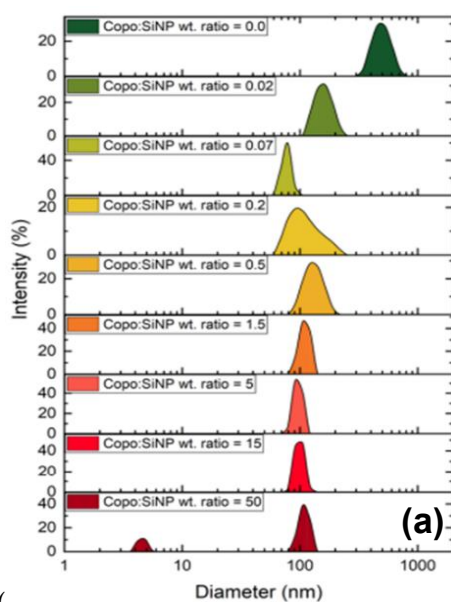 20
0
Copo:SiNP wt. ratio = 0.0
20
0
Copo:SiNP wt. ratio = 0.02
40
0
Copo:SiNP wt. ratio = 0.07
20
0
Copo:SiNP wt. ratio = 0.2
20
0
Copo:SiNP wt. ratio = 0.5
40
20
0
Copo:SiNP wt. ratio = 1.5
40
20
0
Copo:SiNP wt. ratio = 5
40
20
0
Copo:SiNP wt. ratio = 15
40
20
0
Copo:SiNP wt. ratio = 50
(a)
Intensity (%)
1 10 100 1000
Diameter (nm)
(